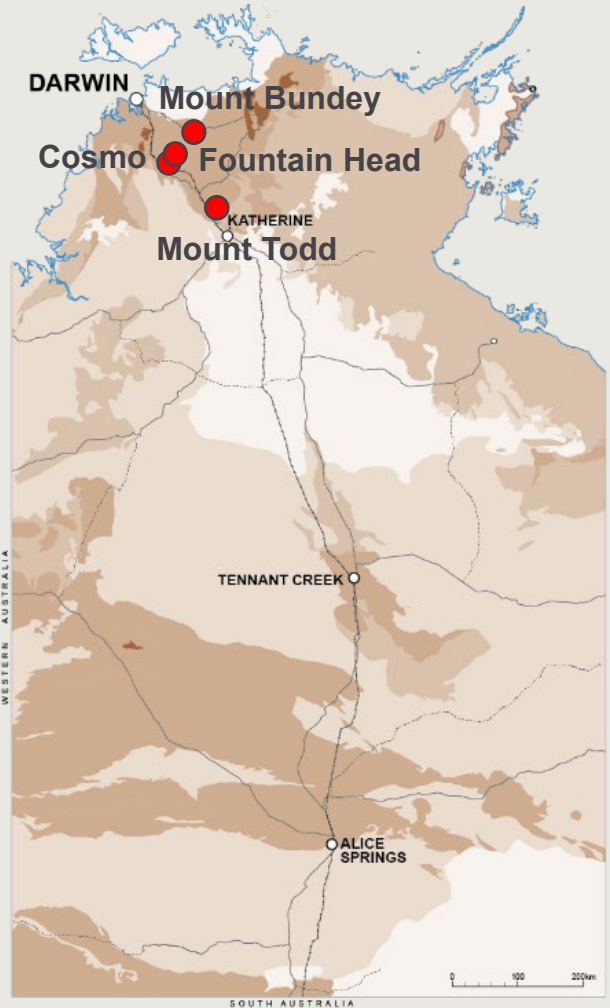 DARWIN
Mount Bundey
Cosmo
Fountain Head
KATHERINE
Mount Todd
TENNANT CREEK
WESTERN AUSTRALIA
ALICE
SPRINGS
0 100 200km
SOUTH AUSTRALIA